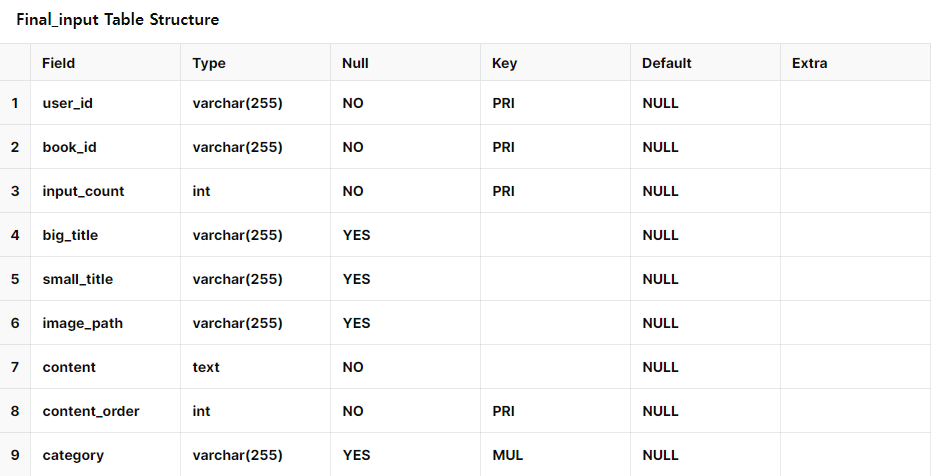 Final_input Table Structure
Field Type Null Key Default Extra
1 user_id varchar(255) NO PRI NULL
2 book_id varchar(255) NO PRI NULL
3 input_count int NO PRI NULL
4 big_title varchar(255) YES NULL
5 small_title varchar(255) YES NULL
6 image_path varchar(255) YES NULL
7 content text NO NULL
8 content_order int NO PRI NULL
9 category varchar(255) YES MUL NULL